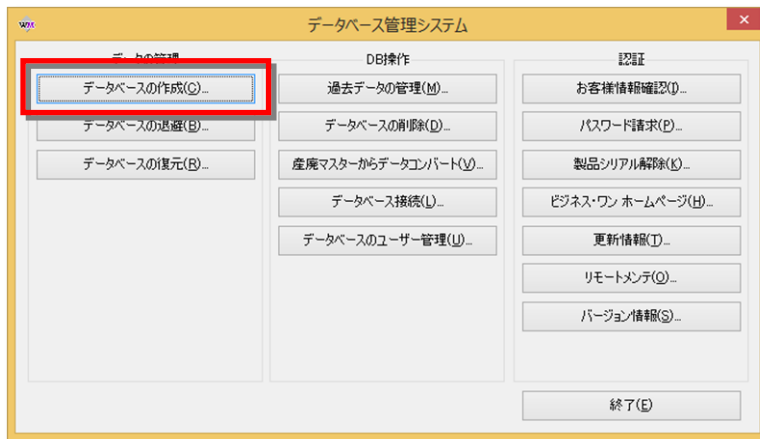 データベース管理システム
データの管理
データベースの作成(C)...
データベースの退避(B)...
データベースの復元(R)...
DB操作
過去データの管理(M)...
データベースの削除(D)...
産廃マスターからデータコンバート(V)...
データベース接続(L)...
データベースのユーザー管理(U)...
認証
お客様情報確認(I)...
パスワード請求(P)...
製品シリアル解除(K)...
ビジネス・ワン ホームページ(H)...
更新情報(T)...
リモートメンテ(O)...
バージョン情報(S)...
終了(E)